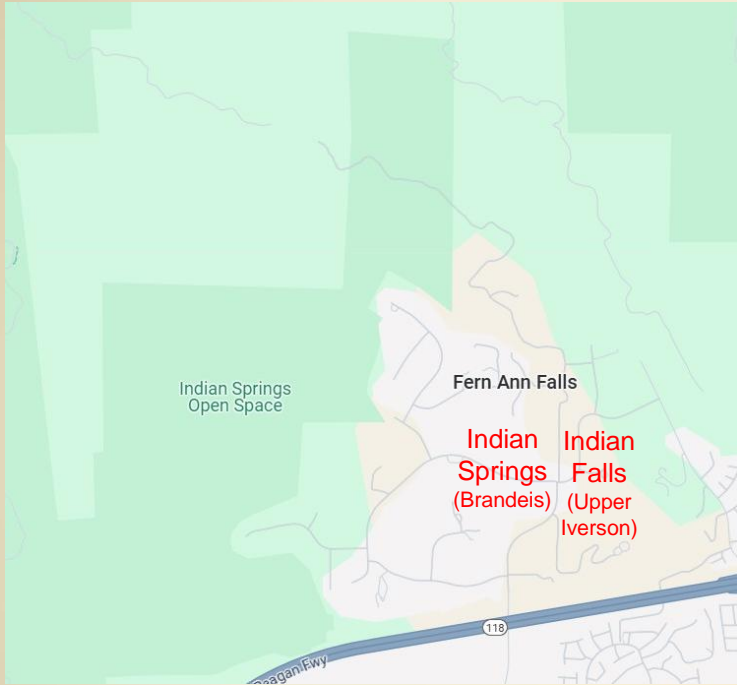 Fern Ann Falls
Indian Springs
Open Space
Indian
Springs
(Brandeis)
Indian
Falls
(Upper
Iverson)
118
Reagan Fwy